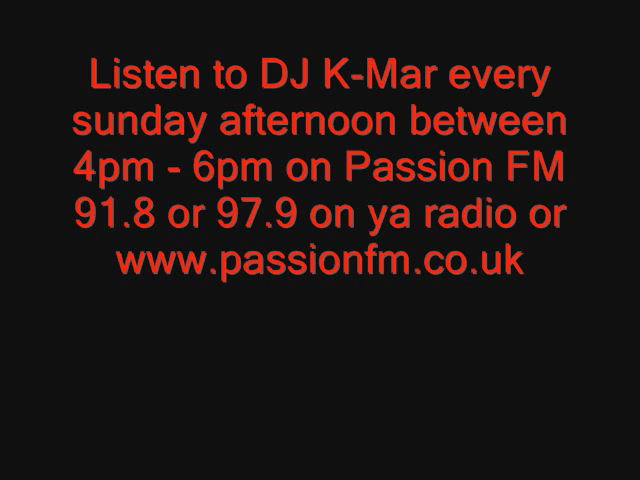 Listen to DJ K-Mar every
sunday afternoon between
4pm - 6pm on Passion FM
91.8 or 97.9 on ya radio or
www.passionfm.co.uk